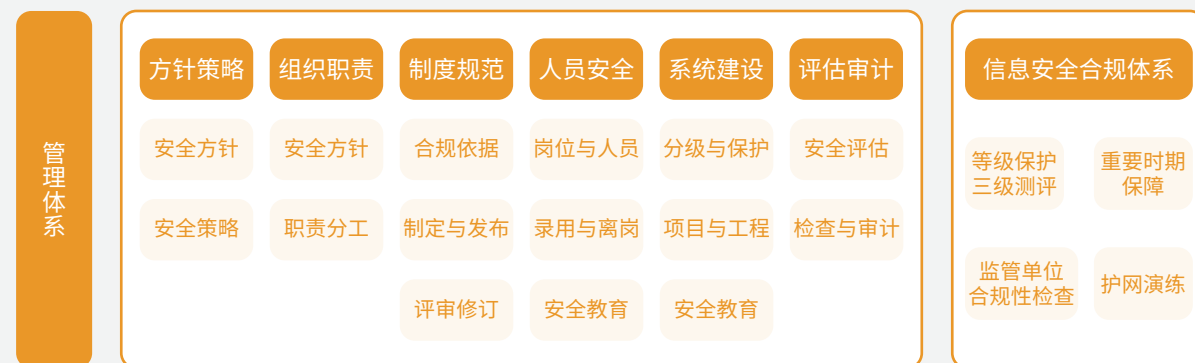 管理体系
方针策略
组织职责
制度规范
人员安全
系统建设
评估审计
安全方针
安全方针
合规依据
岗位与人员
分级与保护
安全评估
安全策略
职责分工
制定与发布
录用与离岗
项目与工程
检查与审计
评审修订
安全教育
安全教育
信息安全合规体系
等级保护
三级测评
重要时期
保障
监管单位
合规性检查
护网演练